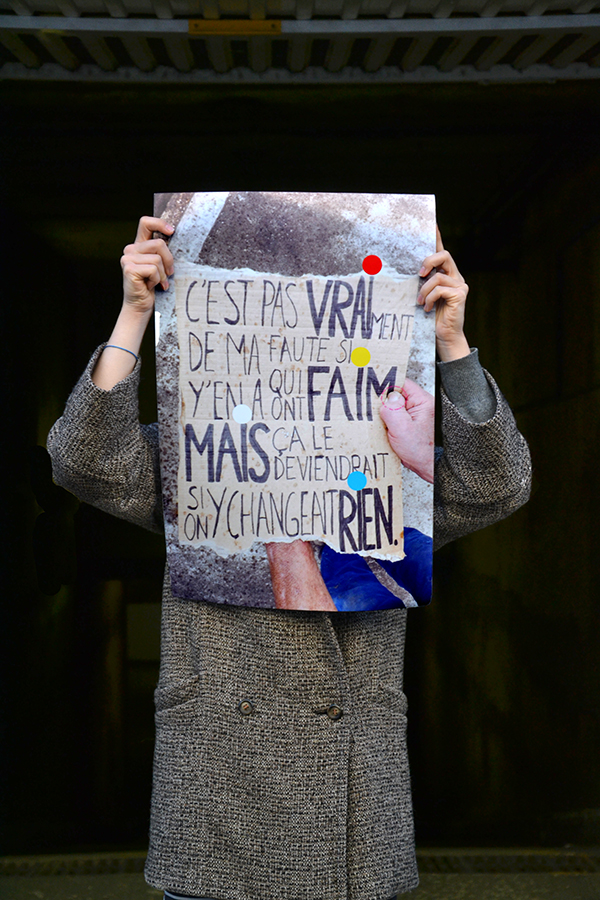 C'EST PAS VRAIMENT
DE MA FAUTE SI
Y'EN A QUI ONT FAIM
MAIS ÇA LE DEVIENDRAIT
SI ON Y CHANGEAIT RIEN.